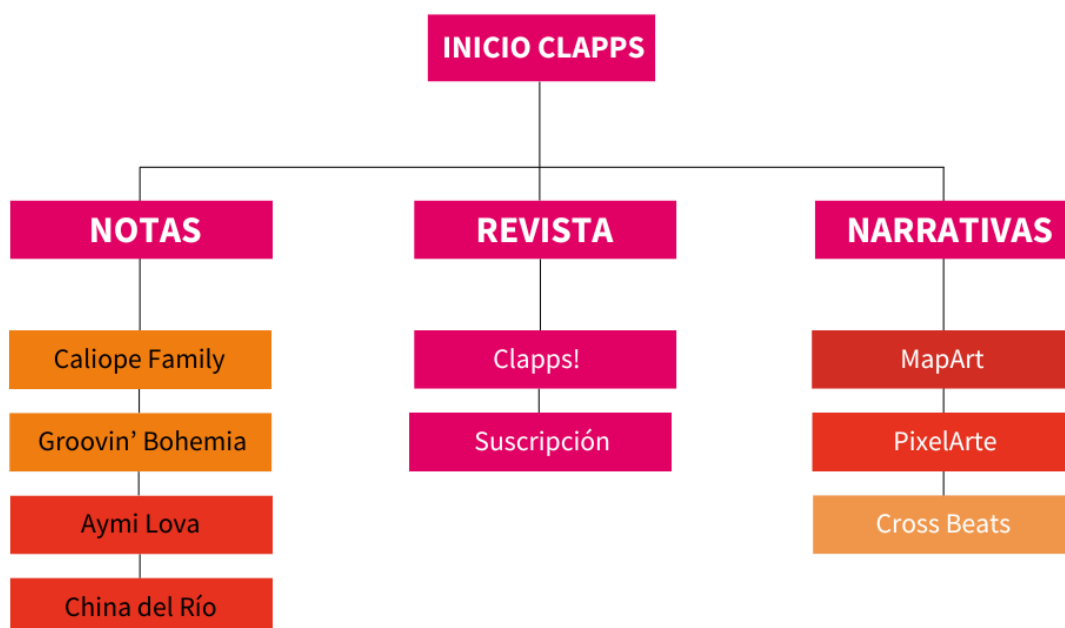 INICIO CLAPPS
NOTAS
REVISTA
NARRATIVAS
Caliope Family
Clapps!
MapArt
Groovin’ Bohemia
Suscripción
PixelArte
Aymi Lova
Cross Beats
China del Río